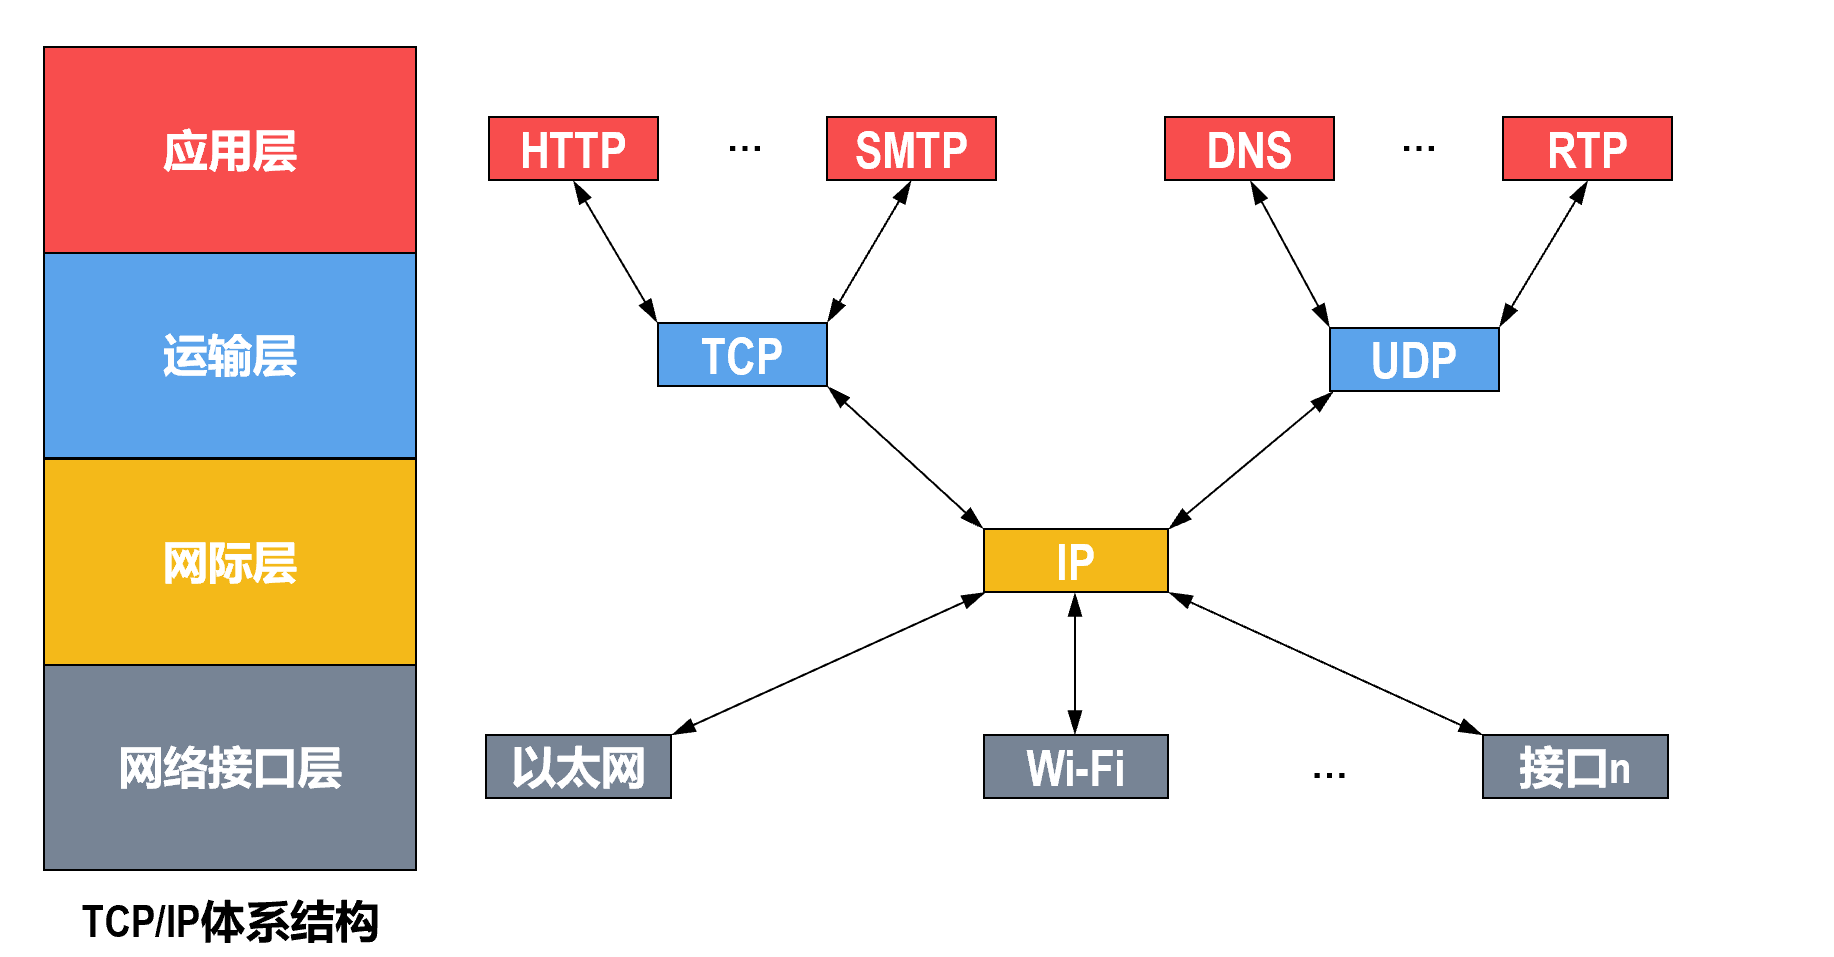 应用层
HTTP
...
SMTP
DNS
...
RTP
运输层
TCP
UDP
网际层
IP
网络接口层
以太网
Wi-Fi
...
接口n
TCP/IP体系结构